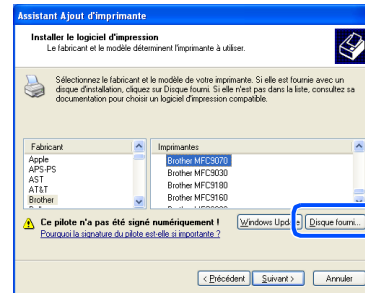 Assistant Ajout d'imprimante
Installer le logiciel d'impression
Le fabricant et le modèle déterminent l'imprimante à utiliser.
Sélectionnez le fabricant et le modèle de votre imprimante. Si elle est fournie avec un
disque d'installation, cliquez sur Disque fourni. Si elle n'est pas dans la liste, consultez sa
documentation pour choisir un logiciel d'impression compatible.
Fabricant
Apple
APS-PS
AST
AT&T
Brother
Imprimantes
Brother MFC9070
Brother MFC9030
Brother MFC9180
Brother MFC9160
Ce pilote n'a pas été signé numériquement !
Pourquoi la signature du pilote est-elle si importante ?
Windows Update
Disque fourni...
< Précédent
Suivant >
Annuler